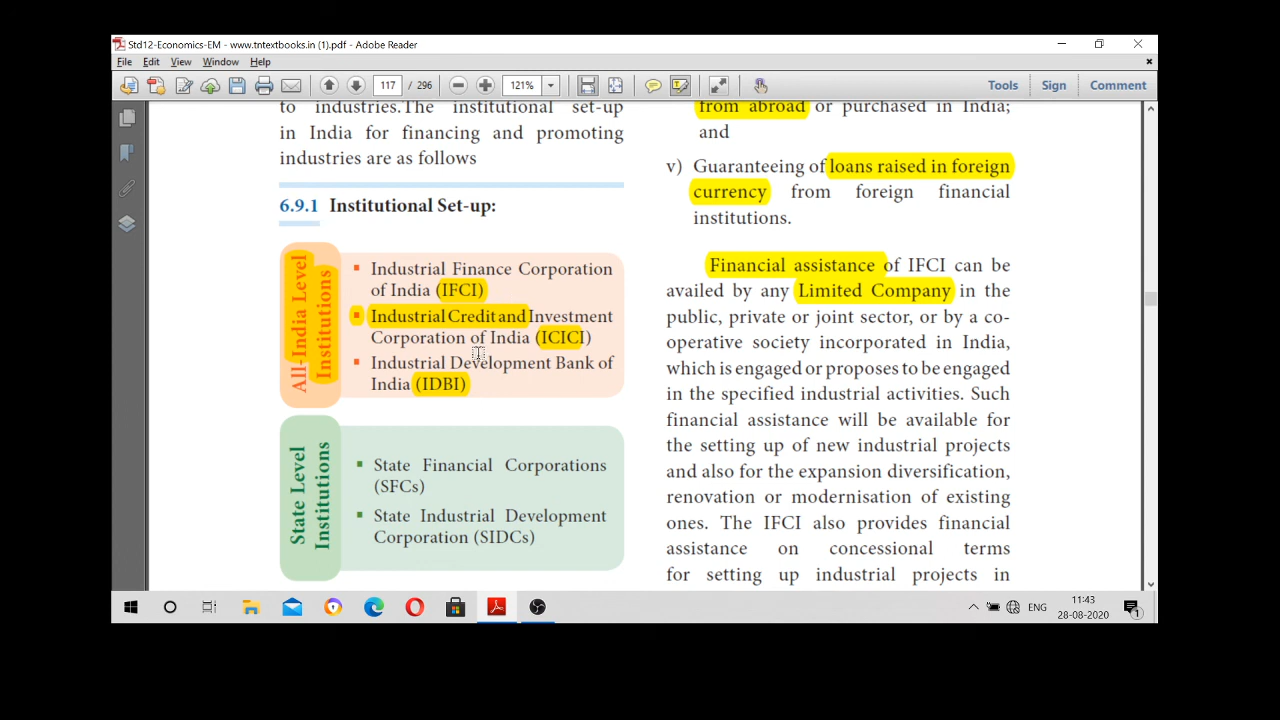 Std12-Economics-EM - www.tntextbooks.in (1).pdf - Adobe Reader
File Edit View Window Help
117 / 296 121% Tools Sign Comment
to industries.The institutional set-up
in India for financing and promoting
industries are as follows
6.9.1 Institutional Set-up:
All-India Level
Institutions
Industrial Finance Corporation
of India (IFCI)
Industrial Credit and Investment
Corporation of India (ICICI)
Industrial Development Bank of
India (IDBI)
State Level
Institutions
State Financial Corporations
(SFCs)
State Industrial Development
Corporation (SIDCs)
from abroad or purchased in India;
and
v) Guaranteeing of loans raised in foreign
currency from foreign financial
institutions.
Financial assistance of IFCI can be
availed by any Limited Company in the
public, private or joint sector, or by a co-
operative society incorporated in India,
which is engaged or proposes to be engaged
in the specified industrial activities. Such
financial assistance will be available for
the setting up of new industrial projects
and also for the expansion diversification,
renovation or modernisation of existing
ones. The IFCI also provides financial
assistance on concessional terms
for setting up industrial projects in
ENG 11:43
28-08-2020 1